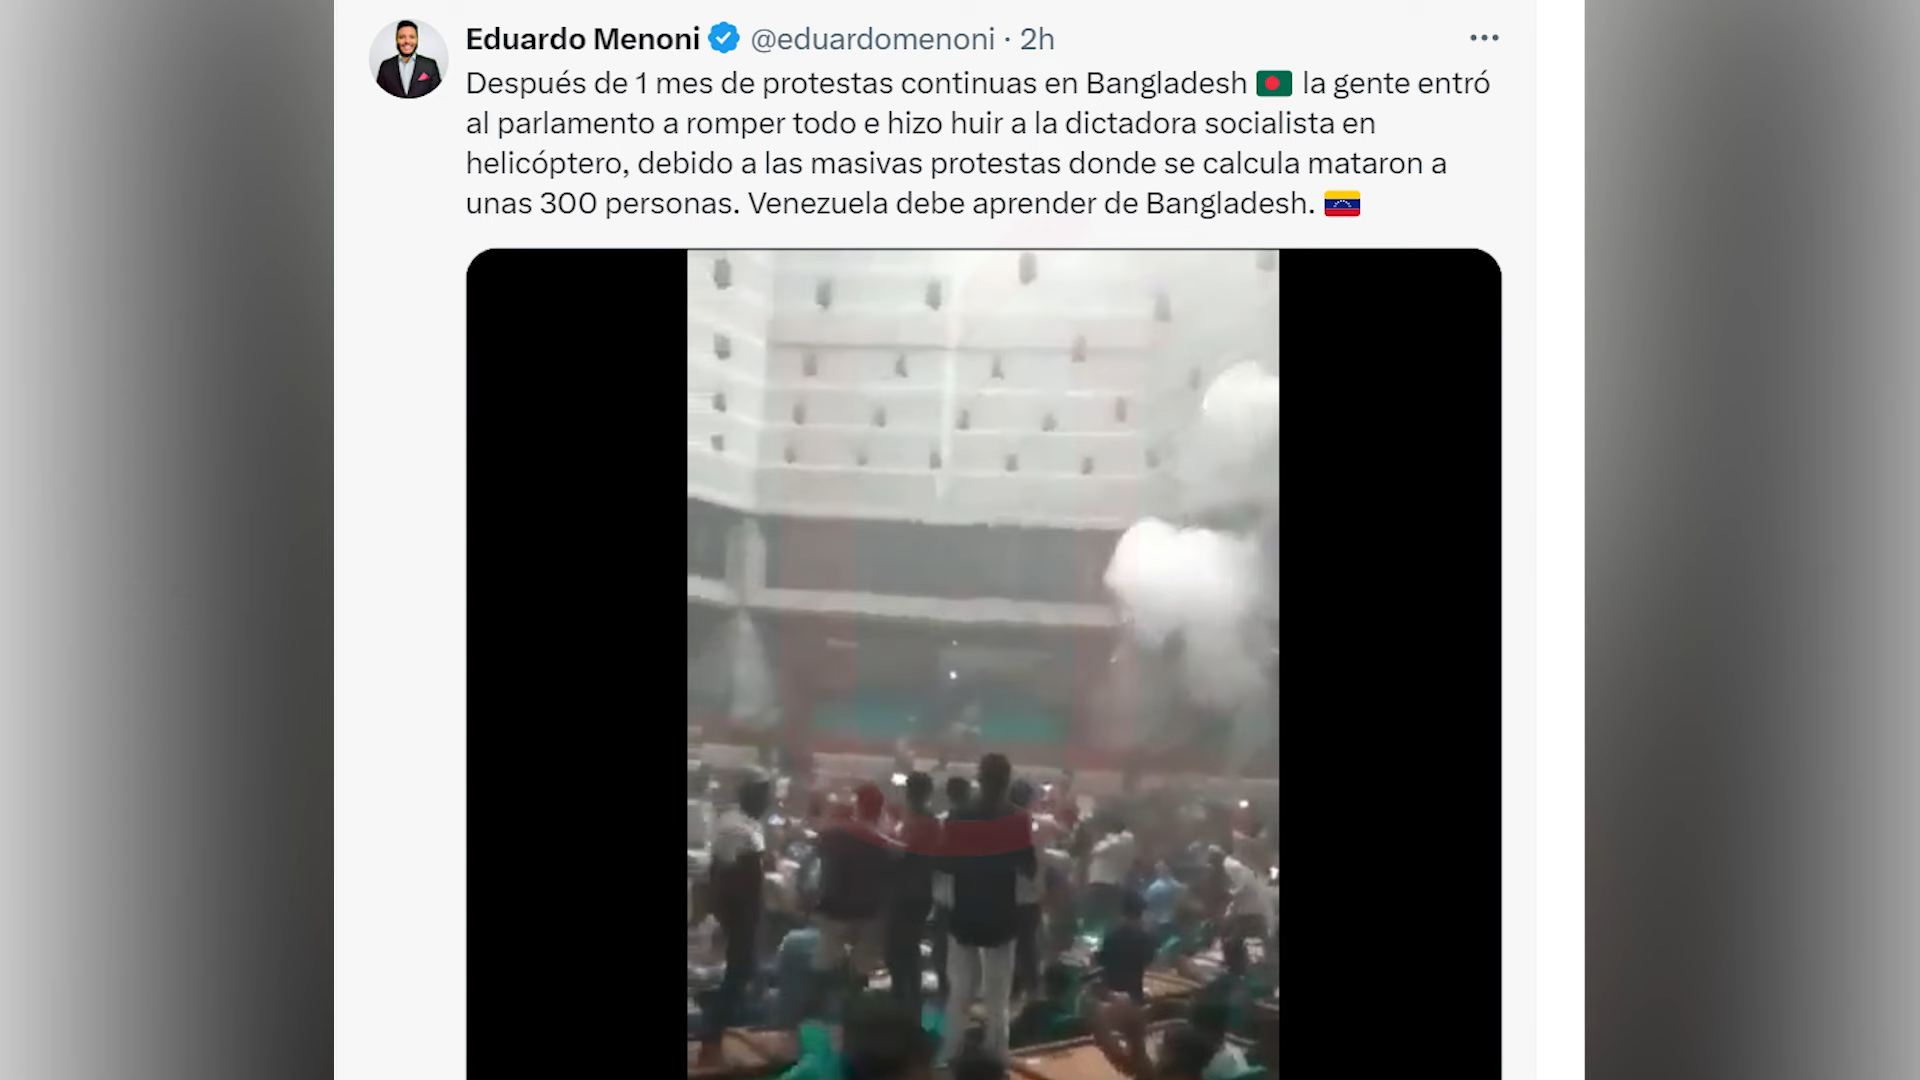 Eduardo Menoni @eduardomenoni · 2h
Después de 1 mes de protestas continuas en Bangladesh 🇧🇩 la gente entró
al parlamento a romper todo e hizo huir a la dictadora socialista en
helicóptero, debido a las masivas protestas donde se calcula mataron a
unas 300 personas. Venezuela debe aprender de Bangladesh. 🇻🇪